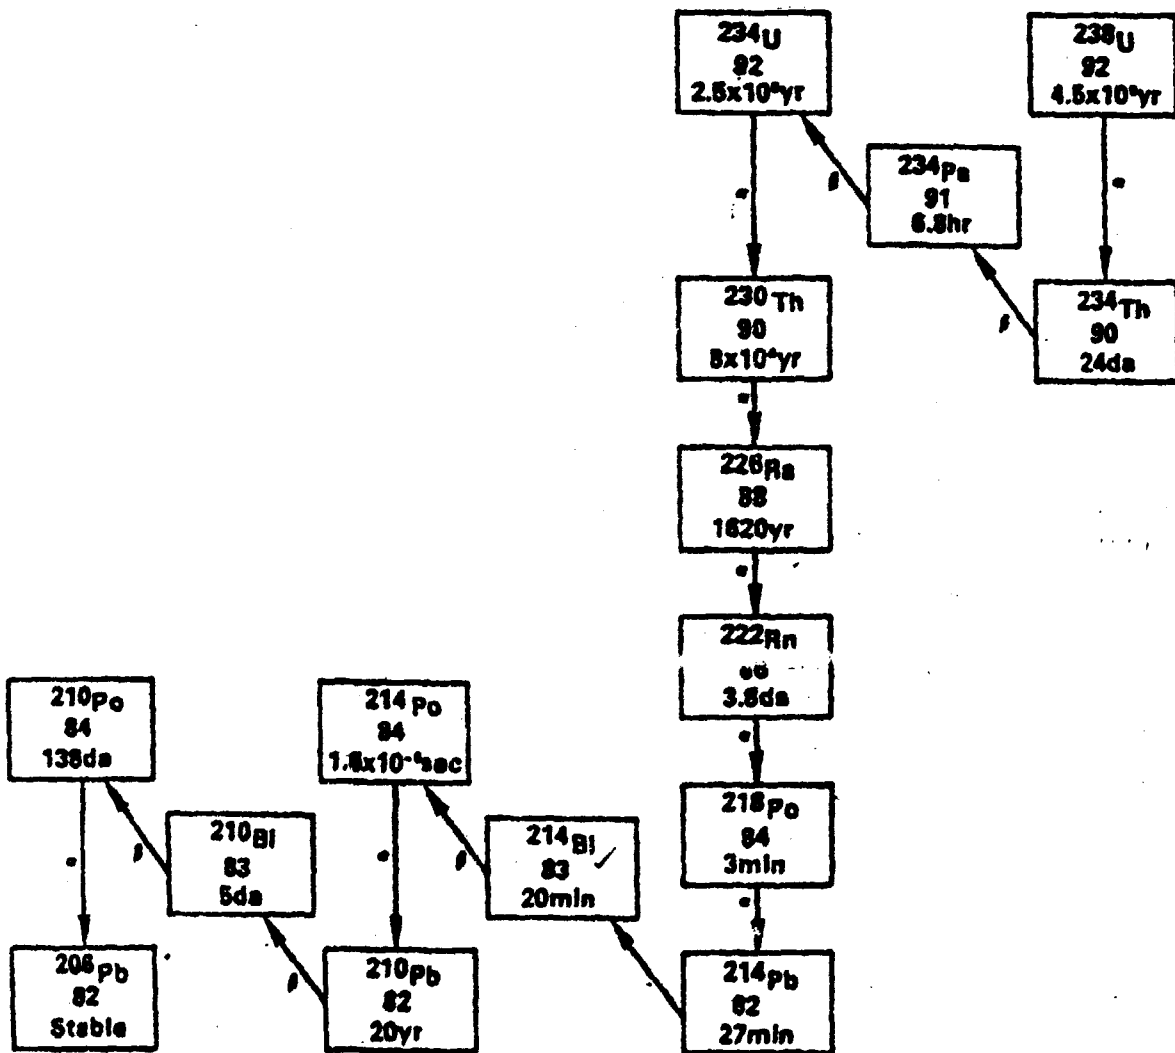 234U
92
2.5x10⁵yr
238U
92
4.5x10⁹yr
234Pa
91
6.8hr
α
β
α
230Th
90
8x10⁴yr
β
234Th
90
24da
α
226Ra
88
1620yr
α
222Rn
3.8da
α
210Po
84
138da
214Po
84
sec
218Po
84
3min
α
β
210Bi
83
5da
α
β
214Bi
83
20min
α
206Pb
82
Stable
β
210Pb
82
20yr
β
214Pb
82
27min